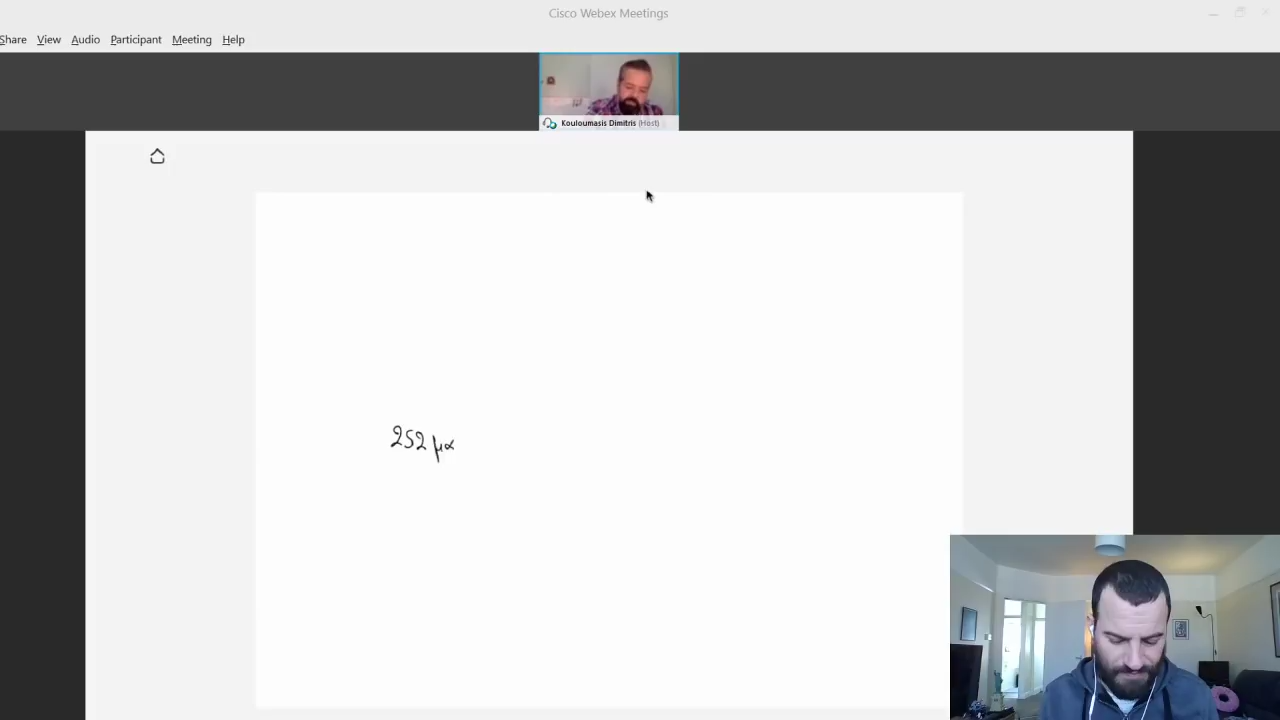 Cisco Webex Meetings
Share View Audio Participant Meeting Help
Kouloumasis Dimitris (Host)
252 μα